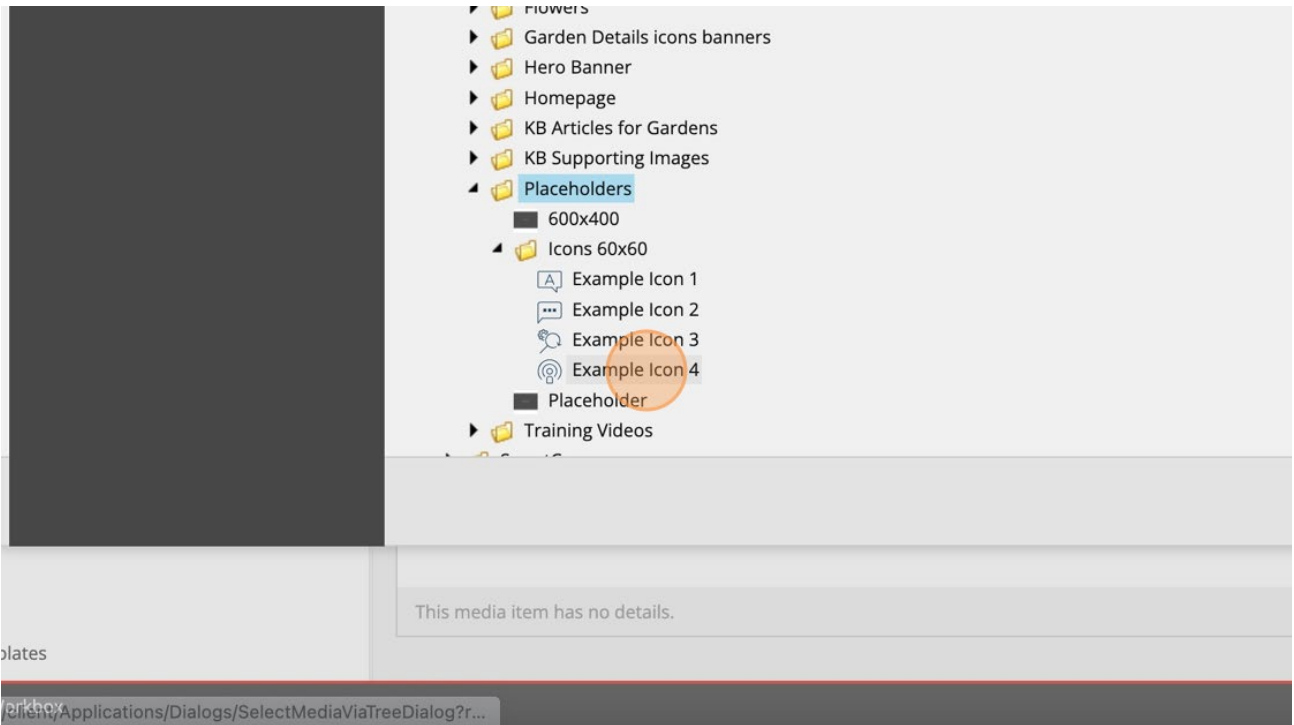 Flowers
Garden Details icons banners
Hero Banner
Homepage
KB Articles for Gardens
KB Supporting Images
Placeholders
600x400
Icons 60x60
Example Icon 1
Example Icon 2
Example Icon 3
Example Icon 4
Placeholder
Training Videos
This media item has no details.
plates
/client/Applications/Dialogs/SelectMediaViaTreeDialog?r...